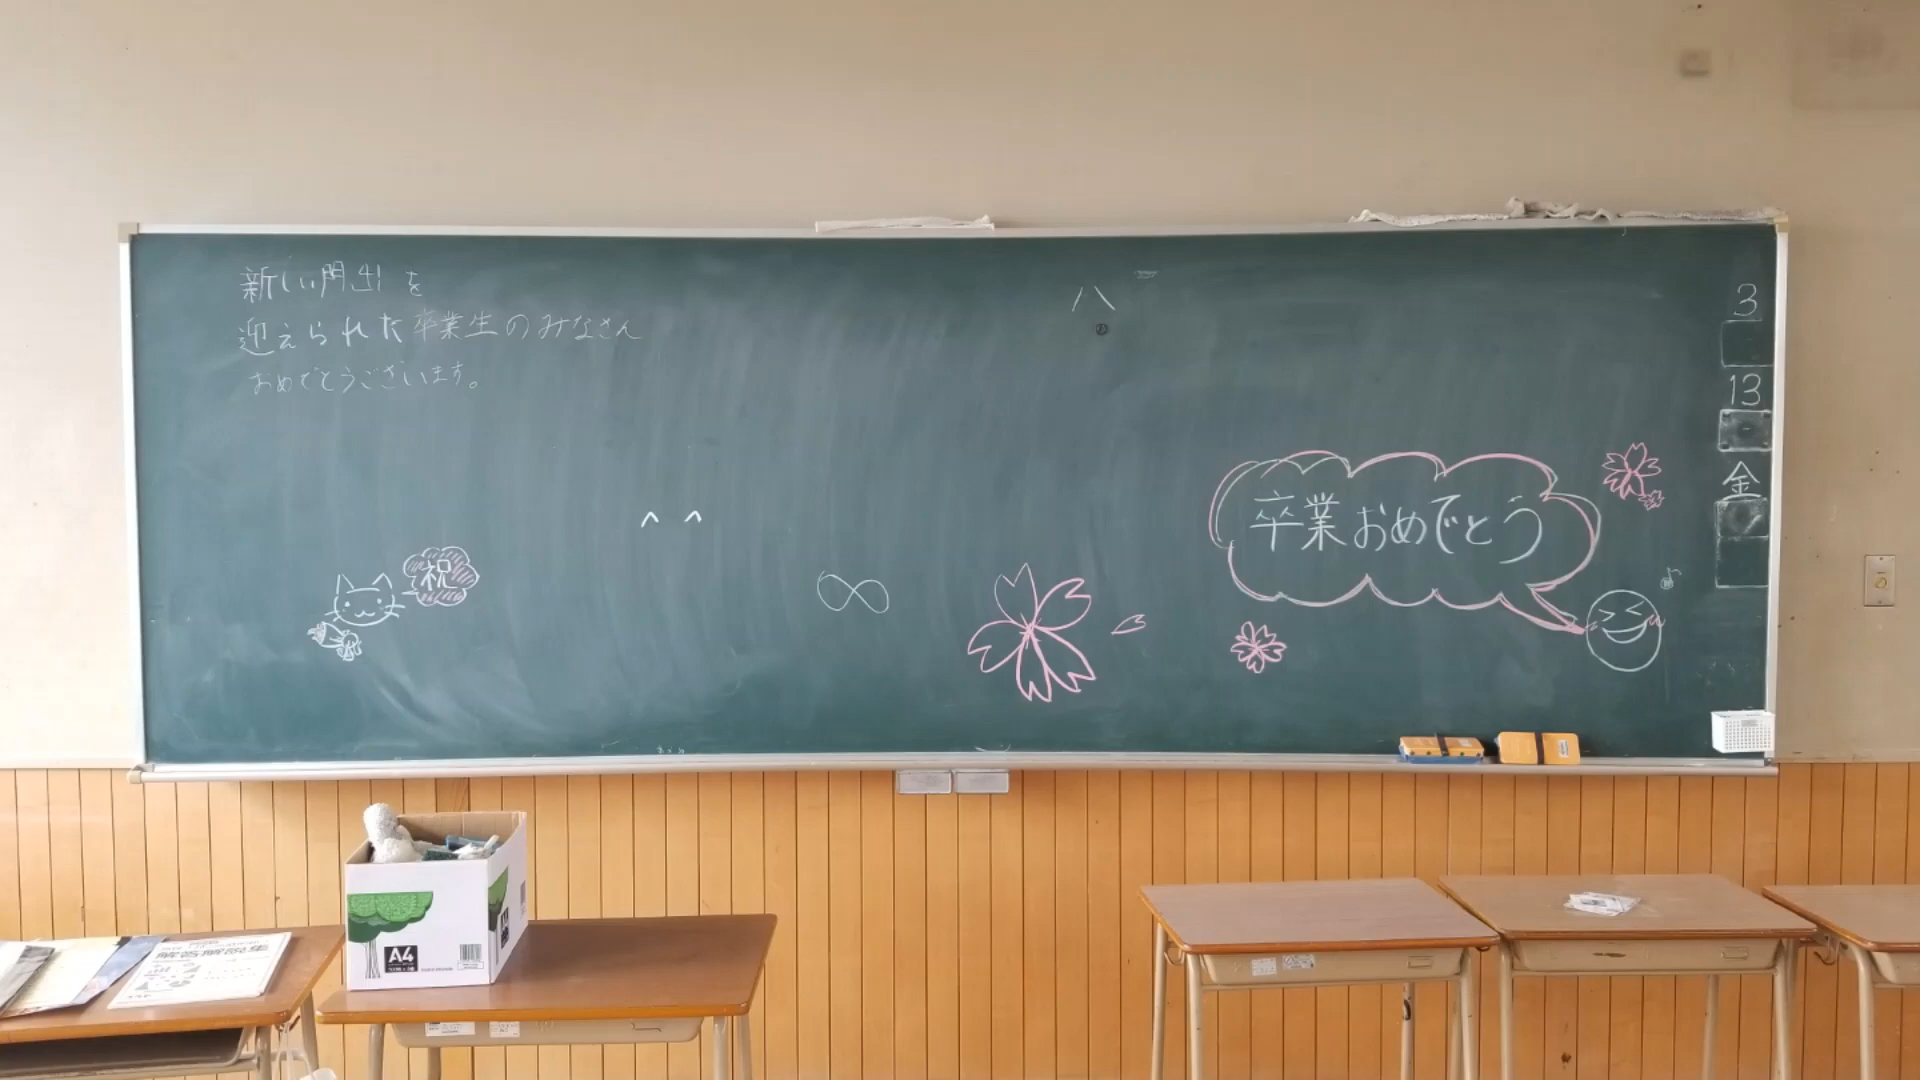 新しい門出を
迎えられた卒業生のみなさん
おめでとうございます。
祝
八
卒業おめでとう
3
13
金
A4